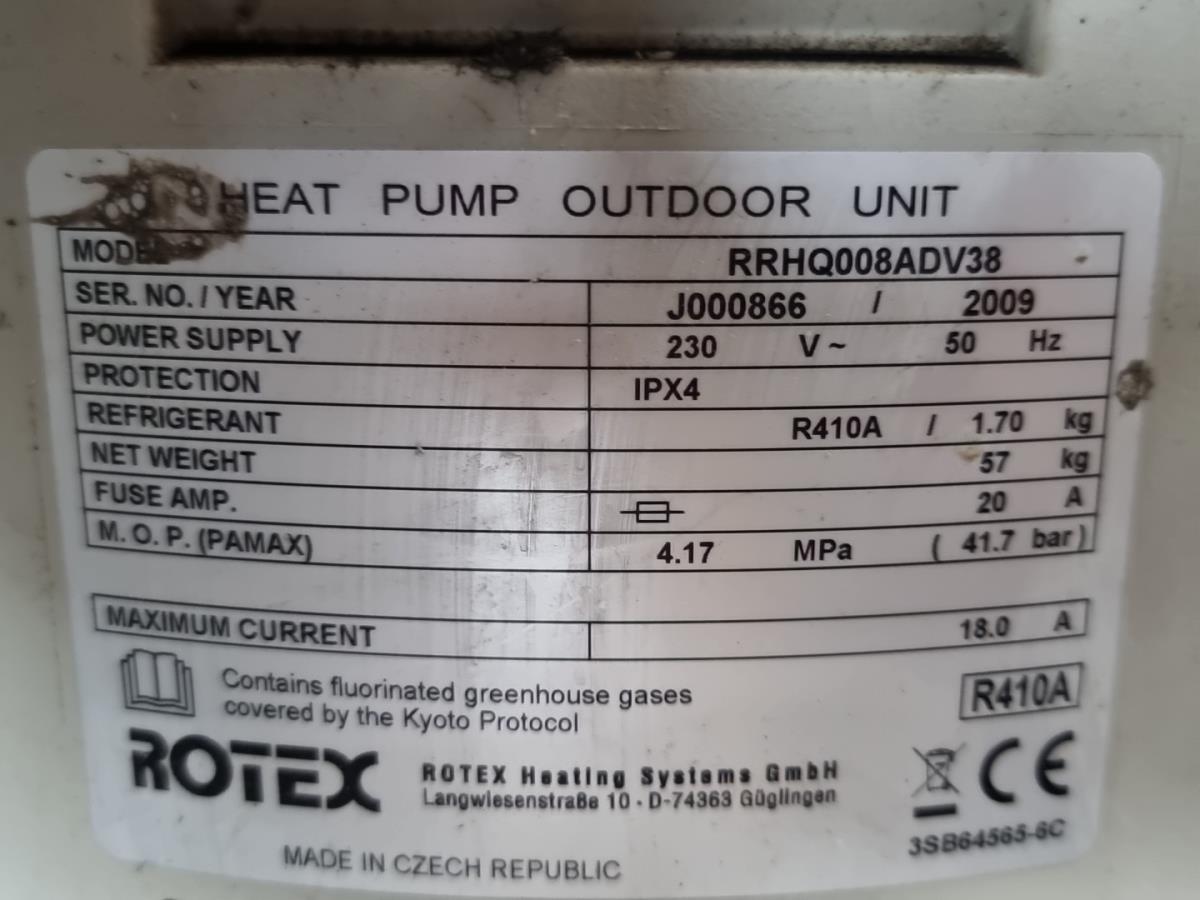 HEAT PUMP OUTDOOR UNIT
MODEL RRHQ008ADV38
SER. NO. / YEAR J000866 / 2009
POWER SUPPLY 230 V ~ 50 Hz
PROTECTION IPX4
REFRIGERANT R410A / 1.70 kg
NET WEIGHT 57 kg
FUSE AMP. 20 A
M. O. P. (PAMAX) 4.17 MPa ( 41.7 bar )
MAXIMUM CURRENT 18.0 A
Contains fluorinated greenhouse gases
covered by the Kyoto Protocol
R410A
ROTEX
ROTEX Heating Systems GmbH
Langwiesenstraße 10 · D-74363 Güglingen
CE
3SB64565-6C
MADE IN CZECH REPUBLIC